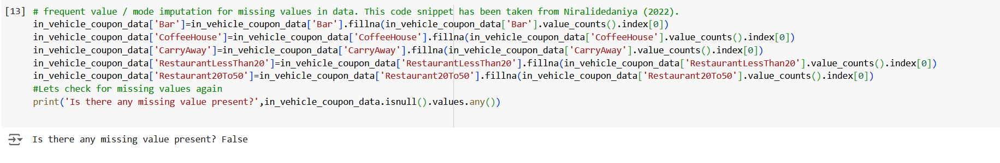 [13] # frequent value / mode imputation for missing values in data. This code snippet has been taken from Niralidedaniya (2022).
in_vehicle_coupon_data['Bar']=in_vehicle_coupon_data['Bar'].fillna(in_vehicle_coupon_data['Bar'].value_counts().index[0])
in_vehicle_coupon_data['CoffeeHouse']=in_vehicle_coupon_data['CoffeeHouse'].fillna(in_vehicle_coupon_data['CoffeeHouse'].value_counts().index[0])
in_vehicle_coupon_data['CarryAway']=in_vehicle_coupon_data['CarryAway'].fillna(in_vehicle_coupon_data['CarryAway'].value_counts().index[0])
in_vehicle_coupon_data['RestaurantLessThan20']=in_vehicle_coupon_data['RestaurantLessThan20'].fillna(in_vehicle_coupon_data['RestaurantLessThan20'].value_counts().index[0])
in_vehicle_coupon_data['Restaurant20To50']=in_vehicle_coupon_data['Restaurant20To50'].fillna(in_vehicle_coupon_data['Restaurant20To50'].value_counts().index[0])
#Lets check for missing values again
print('Is there any missing value present?',in_vehicle_coupon_data.isnull().values.any())
Is there any missing value present? False